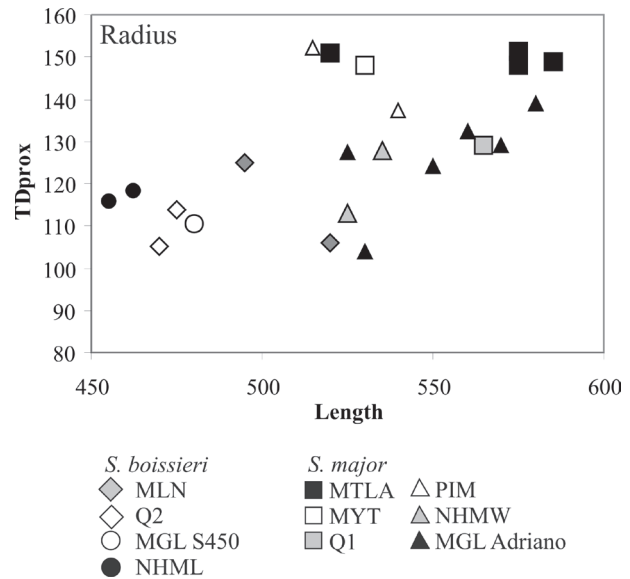 Radius
160
150
140
130
120
110
100
90
80
TDprox
450 500 550 600
Length
S. boissieri
MLN
Q2
MGL S450
NHML
S. major
MTLA
MYT
Q1
PIM
NHMW
MGL Adriano